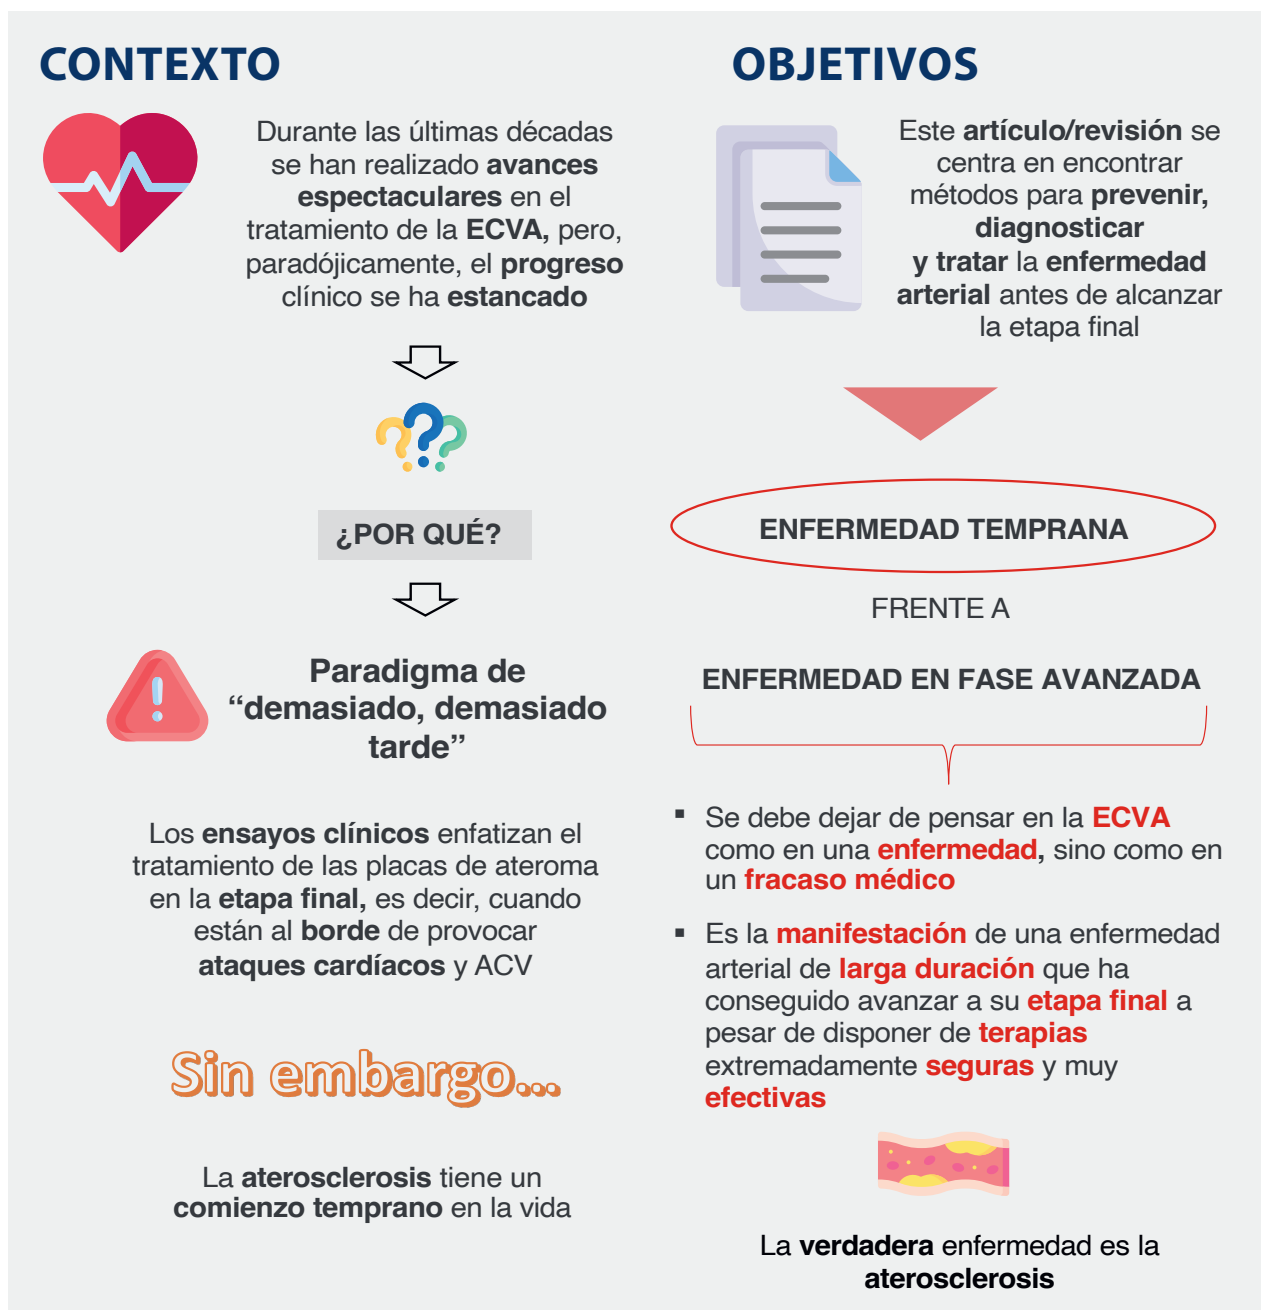 CONTEXTO
Durante las últimas décadas
se han realizado avances
espectaculares en el
tratamiento de la ECVA, pero,
paradójicamente, el progreso
clínico se ha estancado
¿POR QUÉ?
Paradigma de
“demasiado, demasiado
tarde”
Los ensayos clínicos enfatizan el
tratamiento de las placas de ateroma
en la etapa final, es decir, cuando
están al borde de provocar
ataques cardíacos y ACV
Sin embargo...
La aterosclerosis tiene un
comienzo temprano en la vida
OBJETIVOS
Este artículo/revisión se
centra en encontrar
métodos para prevenir,
diagnosticar
y tratar la enfermedad
arterial antes de alcanzar
la etapa final
ENFERMEDAD TEMPRANA
FRENTE A
ENFERMEDAD EN FASE AVANZADA
▪ Se debe dejar de pensar en la ECVA
como en una enfermedad, sino como en
un fracaso médico
▪ Es la manifestación de una enfermedad
arterial de larga duración que ha
conseguido avanzar a su etapa final a
pesar de disponer de terapias
extremadamente seguras y muy
efectivas
La verdadera enfermedad es la
aterosclerosis